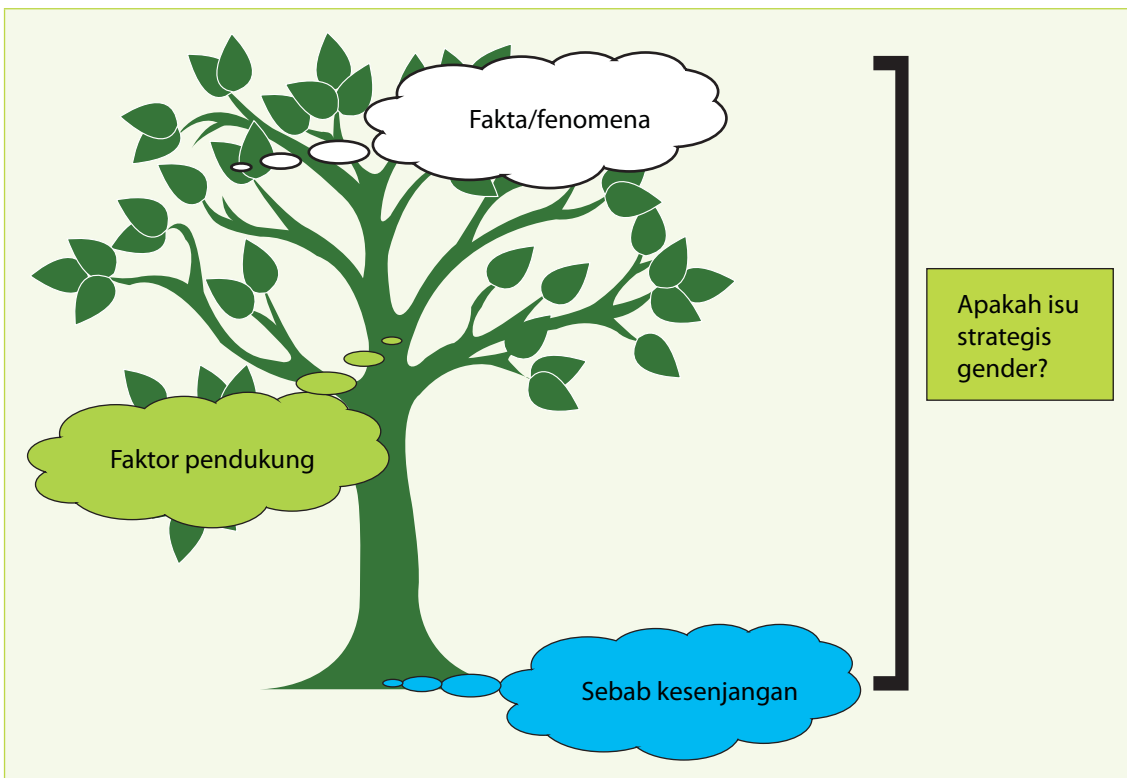 Fakta/fenomena
Apakah isu
strategis
gender?
Faktor pendukung
Sebab kesenjangan